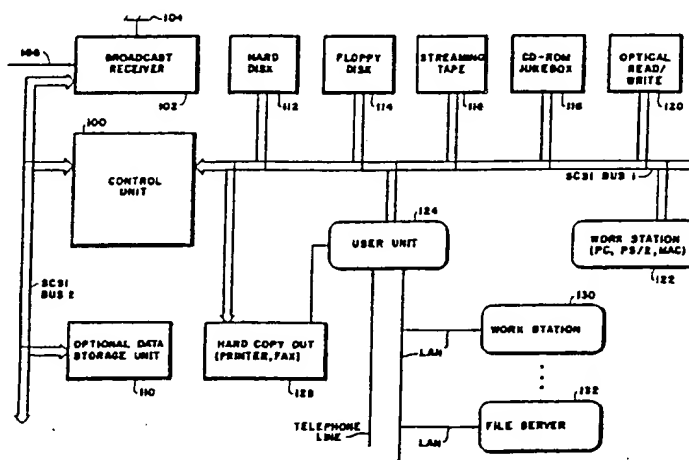 104
106
BROADCAST
RECEIVER
102
HARD
DISK
112
FLOPPY
DISK
114
STREAMING
TAPE
116
CD-ROM
JUKEBOX
118
OPTICAL
READ/
WRITE
120
100
CONTROL
UNIT
SCSI BUS 1
124
USER UNIT
WORK STATION
(PC, PS/2, MAC)
122
SCSI
BUS 2
OPTIONAL DATA
STORAGE UNIT
110
HARD COPY OUT
(PRINTER, FAX)
128
130
WORK STATION
LAN
132
FILE SERVER
LAN
TELEPHONE
LINE